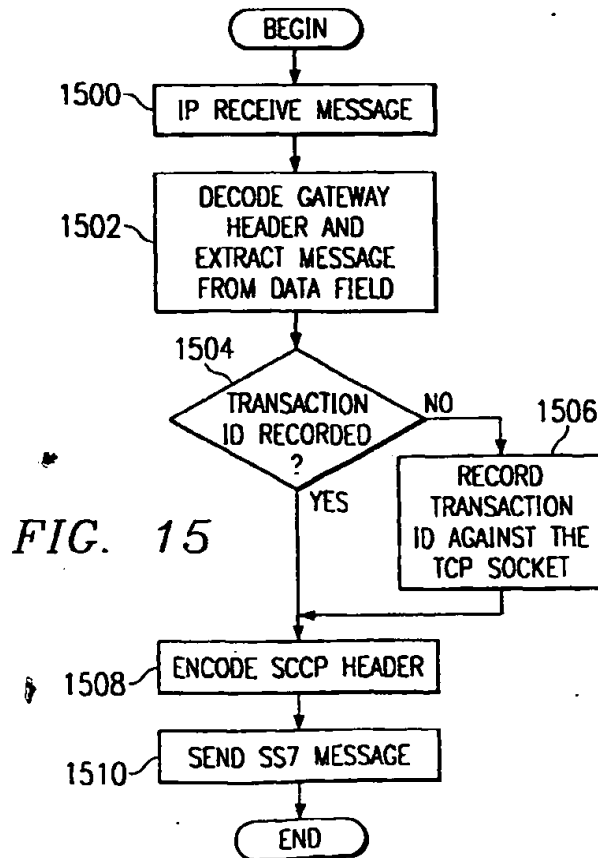 BEGIN
1500
IP RECEIVE MESSAGE
1502
DECODE GATEWAY
HEADER AND
EXTRACT MESSAGE
FROM DATA FIELD
1504
TRANSACTION
ID RECORDED
?
NO
YES
1506
RECORD
TRANSACTION
ID AGAINST THE
TCP SOCKET
FIG. 15
1508
ENCODE SCCP HEADER
1510
SEND SS7 MESSAGE
END